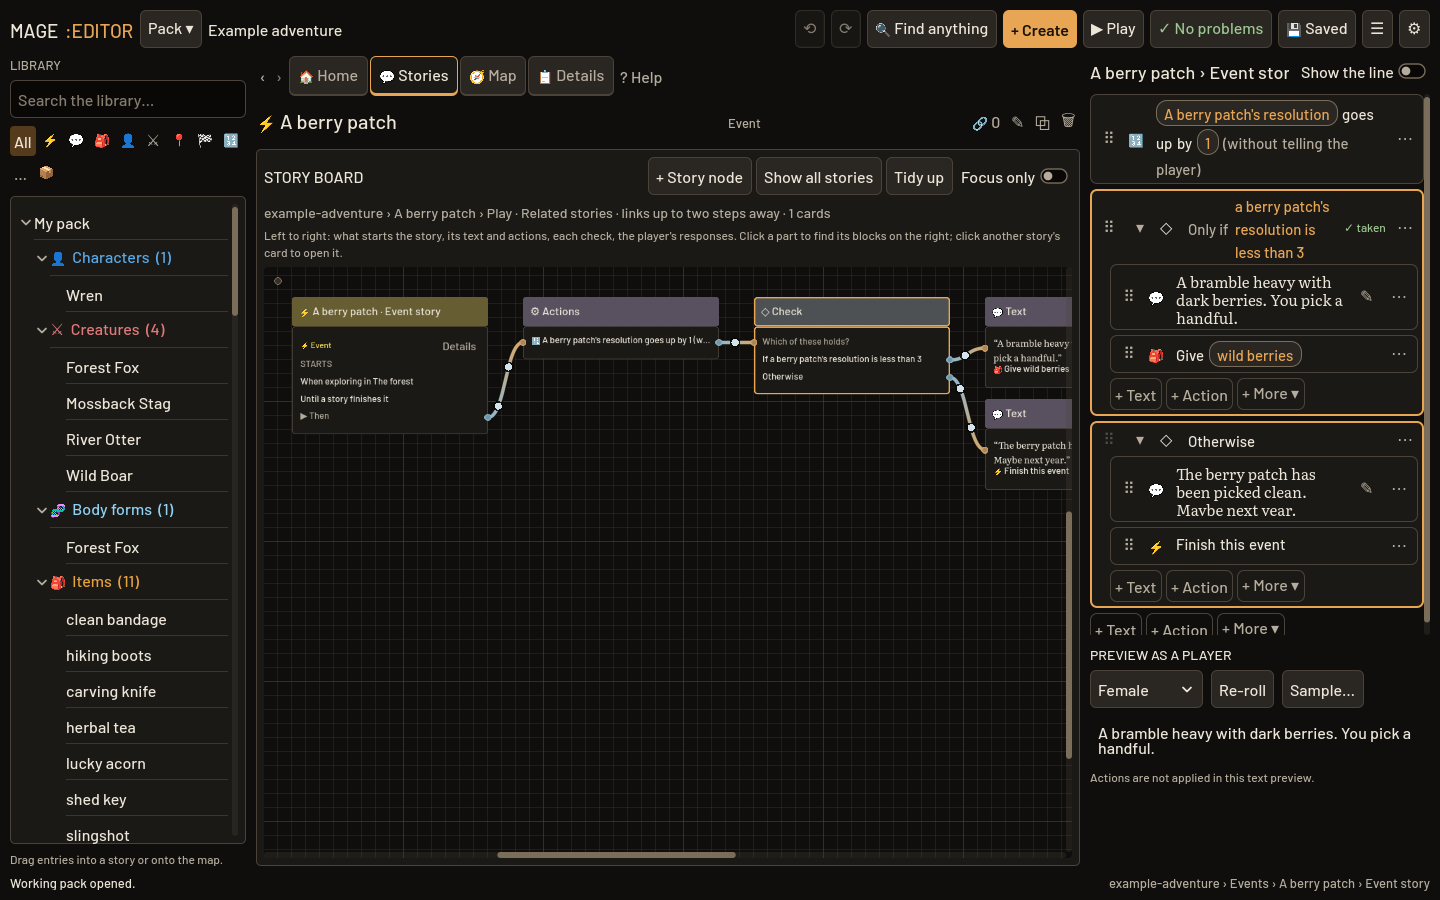 MAGE :EDITOR Pack ▾ Example adventure
Find anything
+ Create
▶ Play
✓ No problems
Saved
LIBRARY
Search the library...
All
...
My pack
Characters (1)
Wren
Creatures (4)
Forest Fox
Mossback Stag
River Otter
Wild Boar
Body forms (1)
Forest Fox
Items (11)
clean bandage
hiking boots
carving knife
herbal tea
lucky acorn
shed key
slingshot
Drag entries into a story or onto the map.
Working pack opened.
‹ › Home Stories Map Details ? Help
A berry patch
Event
0
STORY BOARD
+ Story node
Show all stories
Tidy up
Focus only
example-adventure › A berry patch › Play · Related stories · links up to two steps away · 1 cards
Left to right: what starts the story, its text and actions, each check, the player's responses. Click a part to find its blocks on the right; click another story's
card to open it.
A berry patch · Event story
Event
Details
STARTS
When exploring in The forest
Until a story finishes it
▶ Then
Actions
A berry patch's resolution goes up by 1 (w...
Check
Which of these holds?
If a berry patch's resolution is less than 3
Otherwise
Text
“A bramble heavy
pick a handful.”
Give wild berries
Text
“The berry patch h
Maybe next year.”
Finish this event
A berry patch › Event stor
Show the line
A berry patch's resolution goes
up by 1 (without telling the
player)
▼ ◇ Only if a berry patch's
resolution is
less than 3
✓ taken
A bramble heavy with
dark berries. You pick a
handful.
Give wild berries
+ Text + Action + More ▾
▼ ◇ Otherwise
The berry patch has
been picked clean.
Maybe next year.
Finish this event
+ Text + Action + More ▾
+ Text + Action + More ▾
PREVIEW AS A PLAYER
Female
Re-roll
Sample...
A bramble heavy with dark berries. You pick a
handful.
Actions are not applied in this text preview.
example-adventure › Events › A berry patch › Event story